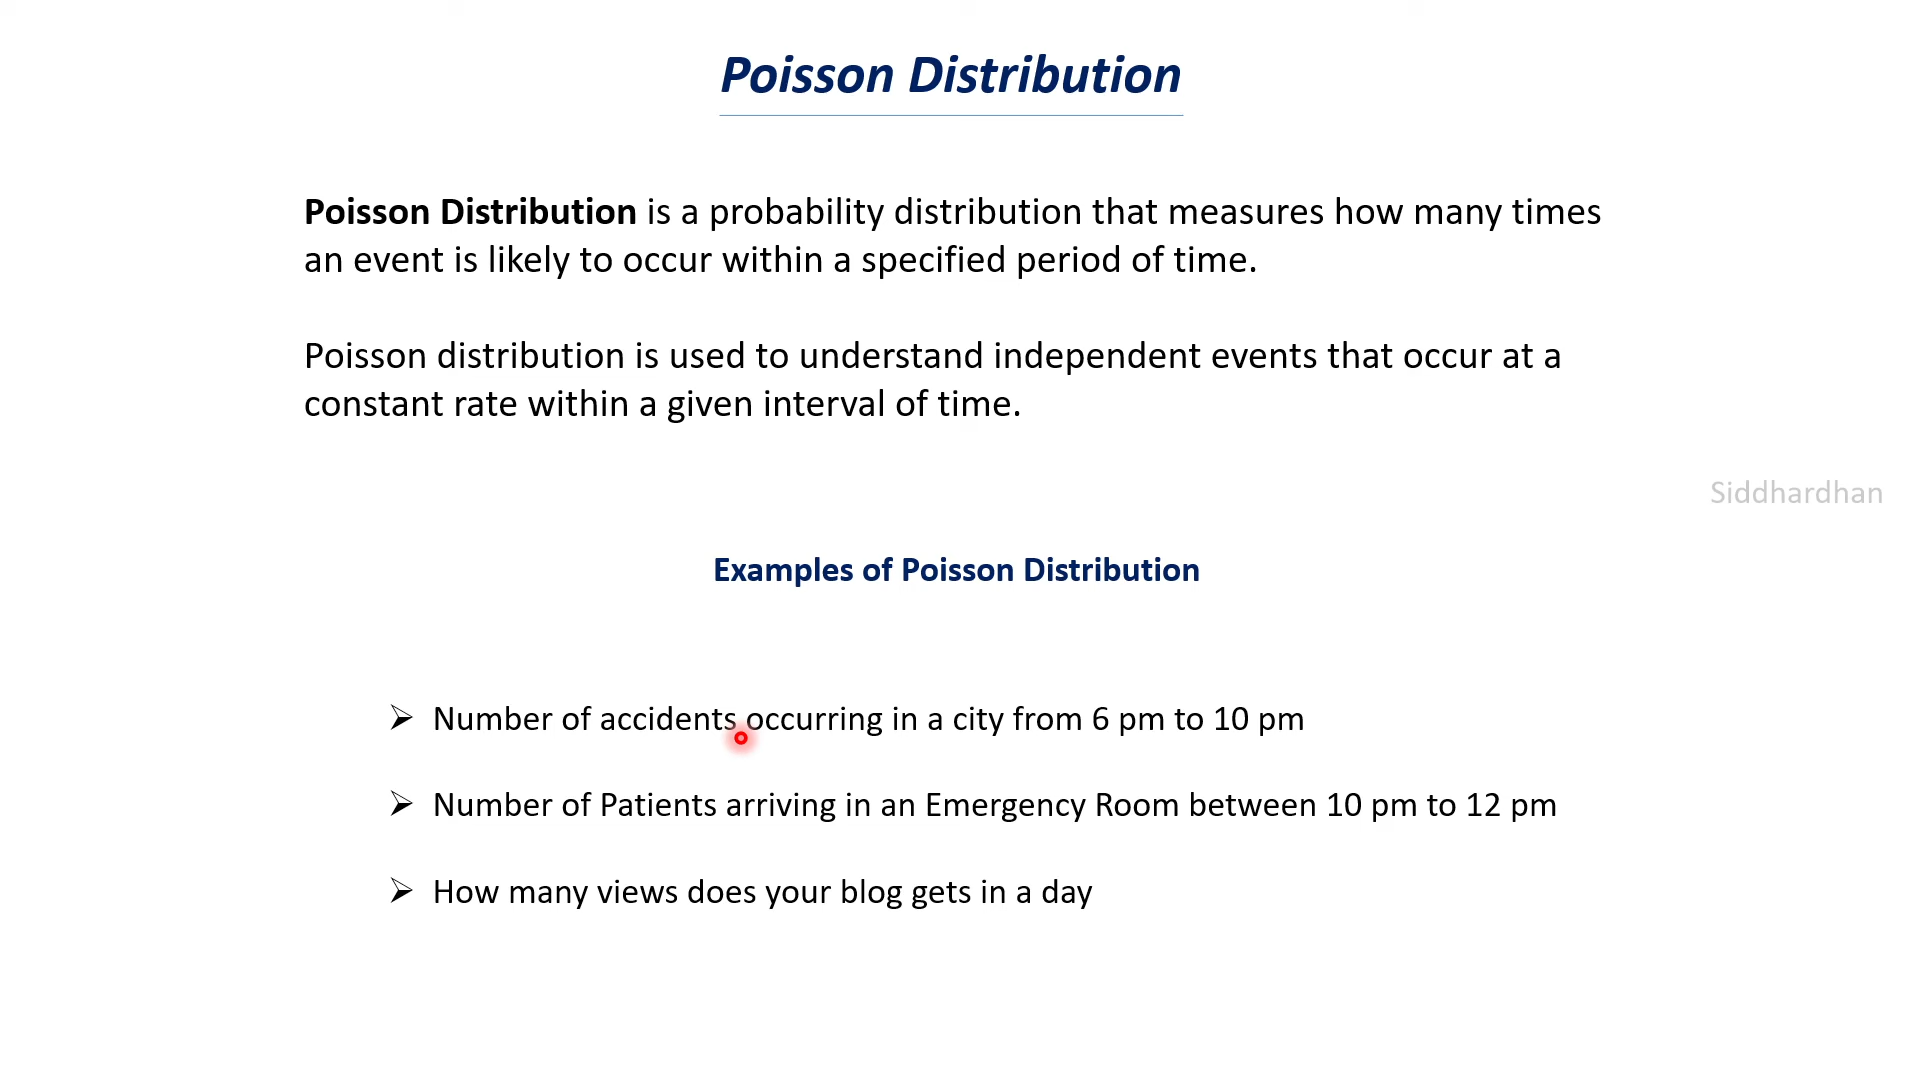 Poisson Distribution
Poisson Distribution is a probability distribution that measures how many times
an event is likely to occur within a specified period of time.
Poisson distribution is used to understand independent events that occur at a
constant rate within a given interval of time.
Siddhardhan
Examples of Poisson Distribution
➢ Number of accidents occurring in a city from 6 pm to 10 pm
➢ Number of Patients arriving in an Emergency Room between 10 pm to 12 pm
➢ How many views does your blog gets in a day